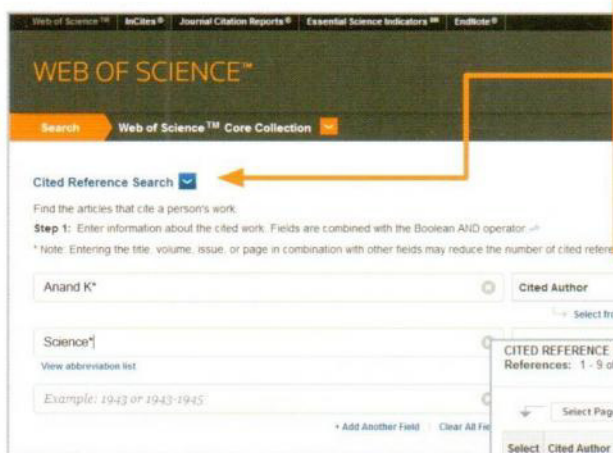 Web of Science™ InCites® Journal Citation Reports® Essential Science Indicators℠ EndNote®
WEB OF SCIENCE™
Search Web of Science™ Core Collection
Cited Reference Search
Find the articles that cite a person's work
Step 1: Enter information about the cited work. Fields are combined with the Boolean AND operator.
* Note: Entering the title, volume, issue, or page in combination with other fields may reduce the number of cited refere
Anand K* Cited Author
Select fro
Science*
View abbreviation list
Example: 1943 or 1943-1945
+ Add Another Field | Clear All Fie
CITED REFERENCE
References: 1 - 9 o
Select Pag
Select Cited Author